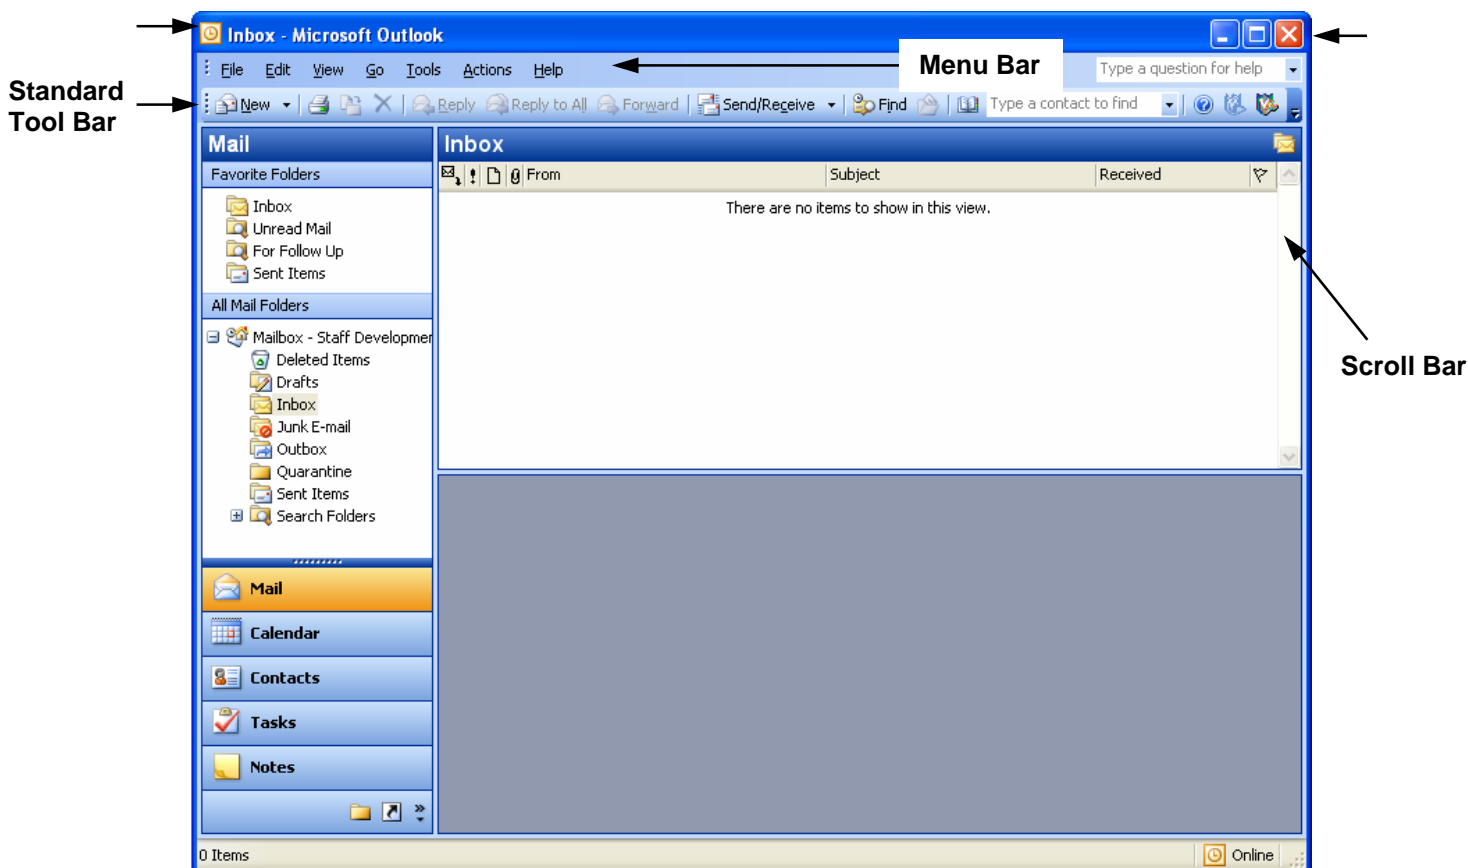 Inbox - Microsoft Outlook
File Edit View Go Tools Actions Help
Menu Bar
Type a question for help
Standard
Tool Bar
New Reply Reply to All Forward Send/Receive Find Type a contact to find
Mail
Inbox
Favorite Folders
From Subject Received
Inbox
There are no items to show in this view.
Unread Mail
For Follow Up
Sent Items
All Mail Folders
Mailbox - Staff Developmer
Deleted Items
Scroll Bar
Drafts
Inbox
Junk E-mail
Outbox
Quarantine
Sent Items
Search Folders
Mail
Calendar
Contacts
Tasks
Notes
0 Items
Online